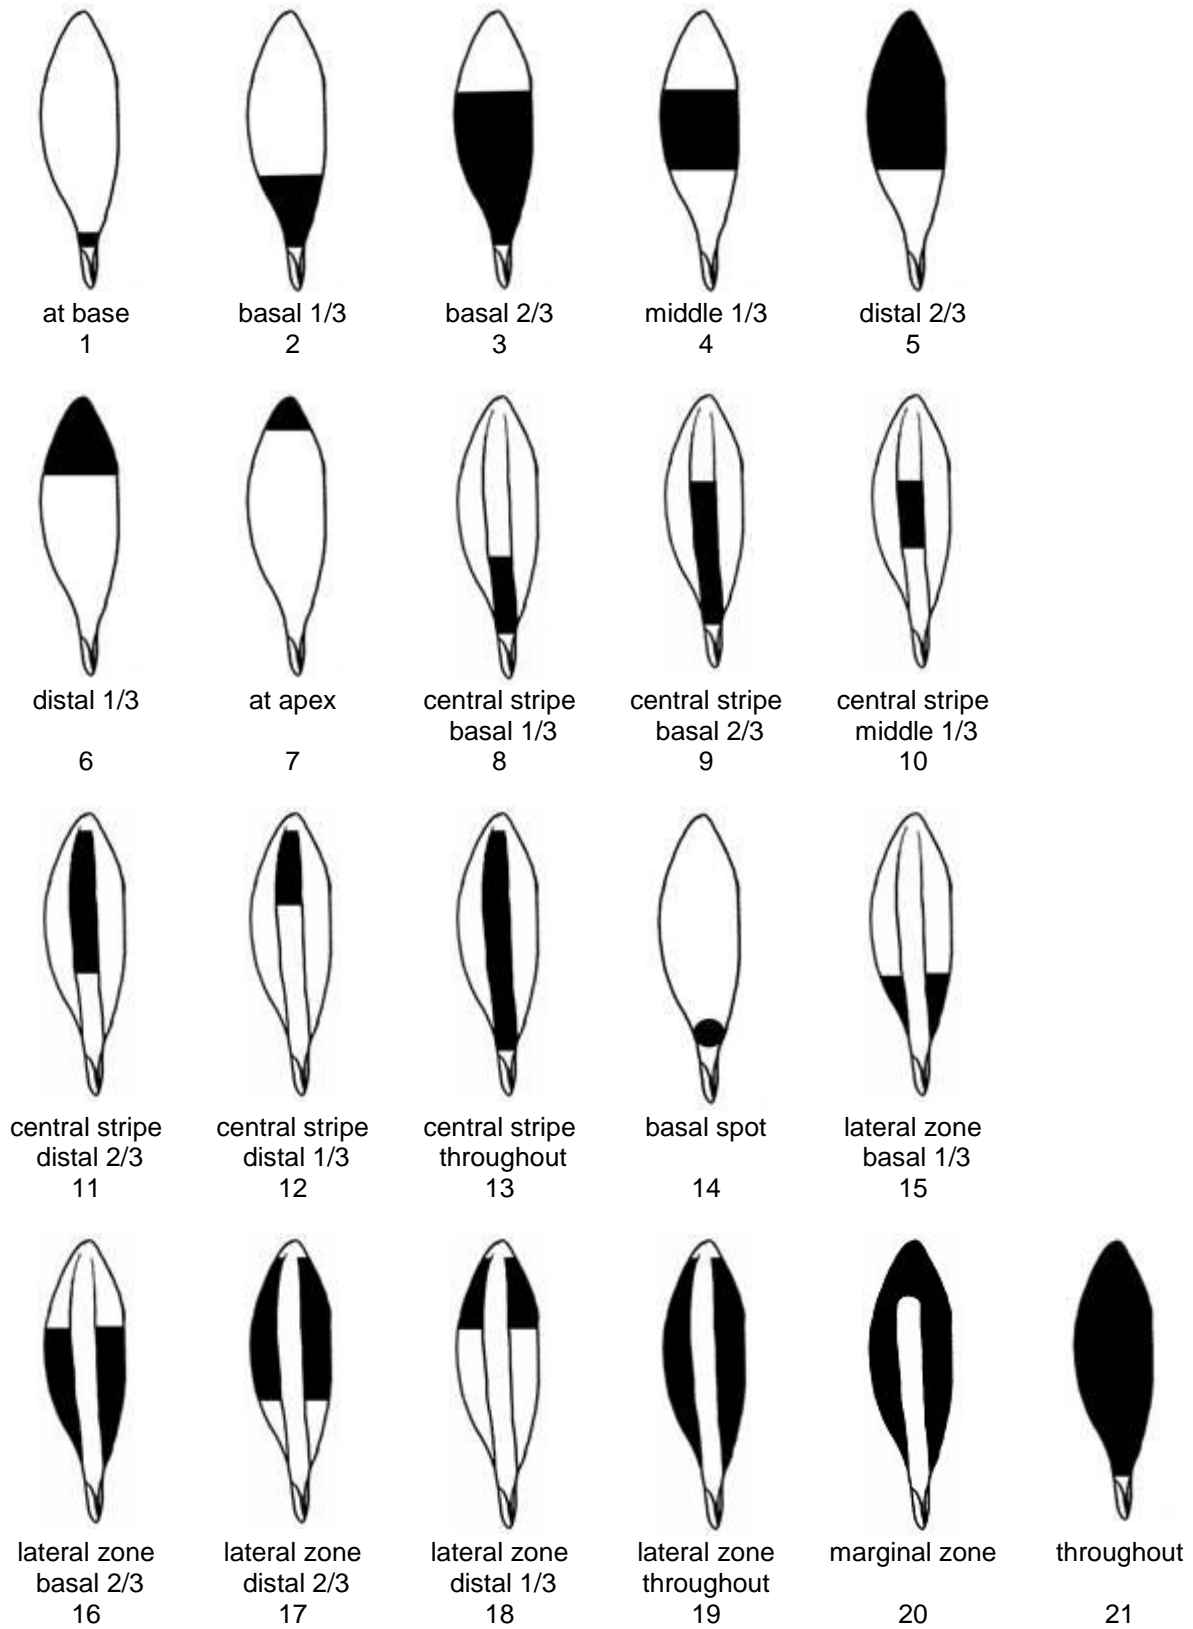 at base
1
basal 1/3
2
basal 2/3
3
middle 1/3
4
distal 2/3
5
distal 1/3
6
at apex
7
central stripe
basal 1/3
8
central stripe
basal 2/3
9
central stripe
middle 1/3
10
central stripe
distal 2/3
11
central stripe
distal 1/3
12
central stripe
throughout
13
basal spot
14
lateral zone
basal 1/3
15
lateral zone
basal 2/3
16
lateral zone
distal 2/3
17
lateral zone
distal 1/3
18
lateral zone
throughout
19
marginal zone
20
throughout
21